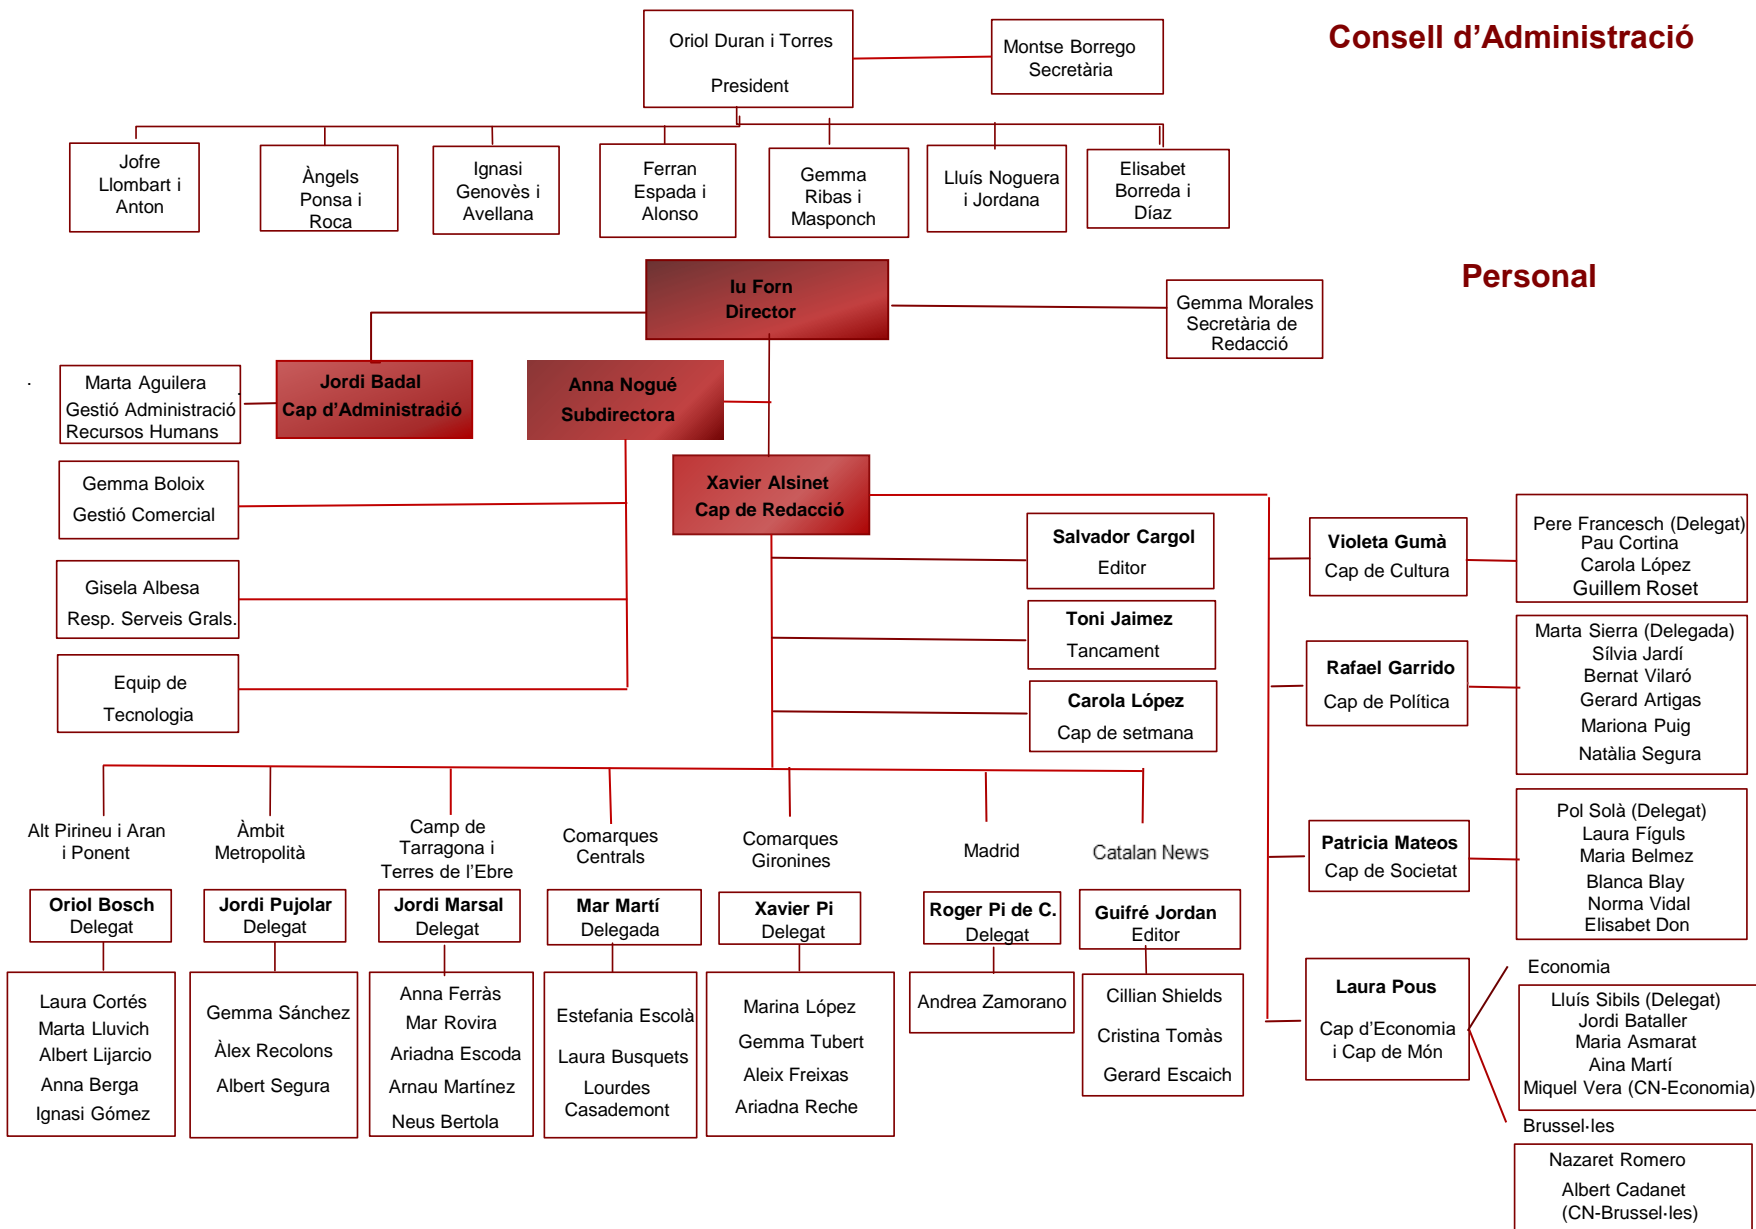 Consell d’Administració
Oriol Duran i Torres
President
Montse Borrego
Secretària
Jofre
Llombart i
Anton
Àngels
Ponsa i
Roca
Ignasi
Genovès i
Avellana
Ferran
Espada i
Alonso
Gemma
Ribas i
Masponch
Lluís Noguera
i Jordana
Elisabet
Borreda i
Díaz
Personal
Iu Forn
Director
Gemma Morales
Secretària de
Redacció
Marta Aguilera
Gestió Administració
Recursos Humans
Jordi Badal
Cap d’Administració
Anna Nogué
Subdirectora
Gemma Boloix
Gestió Comercial
Xavier Alsinet
Cap de Redacció
Gisela Albesa
Resp. Serveis Grals.
Equip de
Tecnologia
Salvador Cargol
Editor
Toni Jaimez
Tancament
Carola López
Cap de setmana
Violeta Gumà
Cap de Cultura
Pere Francesch (Delegat)
Pau Cortina
Carola López
Guillem Roset
Rafael Garrido
Cap de Política
Marta Sierra (Delegada)
Sílvia Jardí
Bernat Vilaró
Gerard Artigas
Mariona Puig
Natàlia Segura
Patricia Mateos
Cap de Societat
Pol Solà (Delegat)
Laura Fíguls
Maria Belmez
Blanca Blay
Norma Vidal
Elisabet Don
Laura Pous
Cap d’Economia
i Cap de Món
Economia
Lluís Sibils (Delegat)
Jordi Bataller
Maria Asmarat
Aina Martí
Miquel Vera (CN-Economia)
Brussel·les
Nazaret Romero
Albert Cadanet
(CN-Brussel·les)
Alt Pirineu i Aran
i Ponent
Oriol Bosch
Delegat
Laura Cortés
Marta Lluvich
Albert Lijarcio
Anna Berga
Ignasi Gómez
Àmbit
Metropolità
Jordi Pujolar
Delegat
Gemma Sánchez
Àlex Recolons
Albert Segura
Camp de
Tarragona i
Terres de l’Ebre
Jordi Marsal
Delegat
Anna Ferràs
Mar Rovira
Ariadna Escoda
Arnau Martínez
Neus Bertola
Comarques
Centrals
Mar Martí
Delegada
Estefania Escolà
Laura Busquets
Lourdes
Casademont
Comarques
Gironines
Xavier Pi
Delegat
Marina López
Gemma Tubert
Aleix Freixas
Ariadna Reche
Madrid
Roger Pi de C.
Delegat
Andrea Zamorano
Catalan News
Guifré Jordan
Editor
Cillian Shields
Cristina Tomàs
Gerard Escaich